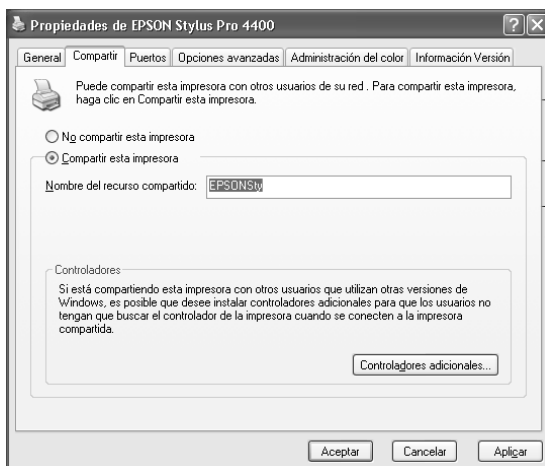 Propiedades de EPSON Stylus Pro 4400
General Compartir Puertos Opciones avanzadas Administración del color Información Versión
Puede compartir esta impresora con otros usuarios de su red . Para compartir esta impresora,
haga clic en Compartir esta impresora.
No compartir esta impresora
Compartir esta impresora
Nombre del recurso compartido: EPSONSty
Controladores
Si está compartiendo esta impresora con otros usuarios que utilizan otras versiones de
Windows, es posible que desee instalar controladores adicionales para que los usuarios no
tengan que buscar el controlador de la impresora cuando se conecten a la impresora
compartida.
Controladores adicionales...
Aceptar Cancelar Aplicar